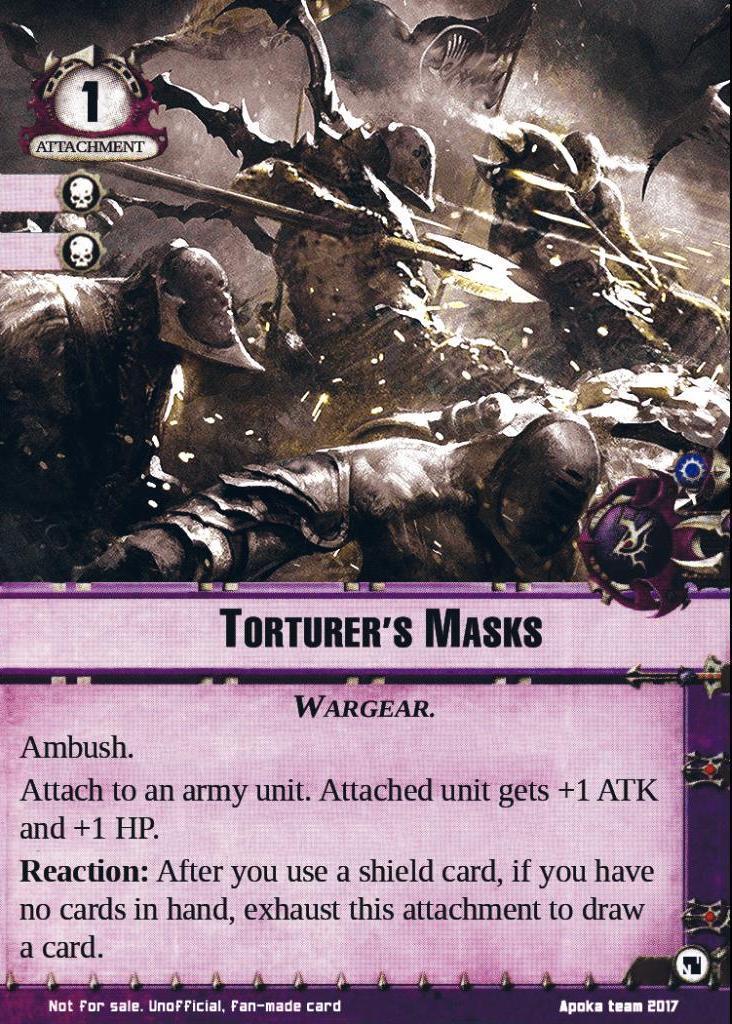 1
ATTACHMENT
TORTURER'S MASKS
WARGEAR.
Ambush.
Attach to an army unit. Attached unit gets +1 ATK
and +1 HP.
Reaction: After you use a shield card, if you have
no cards in hand, exhaust this attachment to draw
a card.
Not for sale. Unofficial, fan-made card
Apoka team 2017